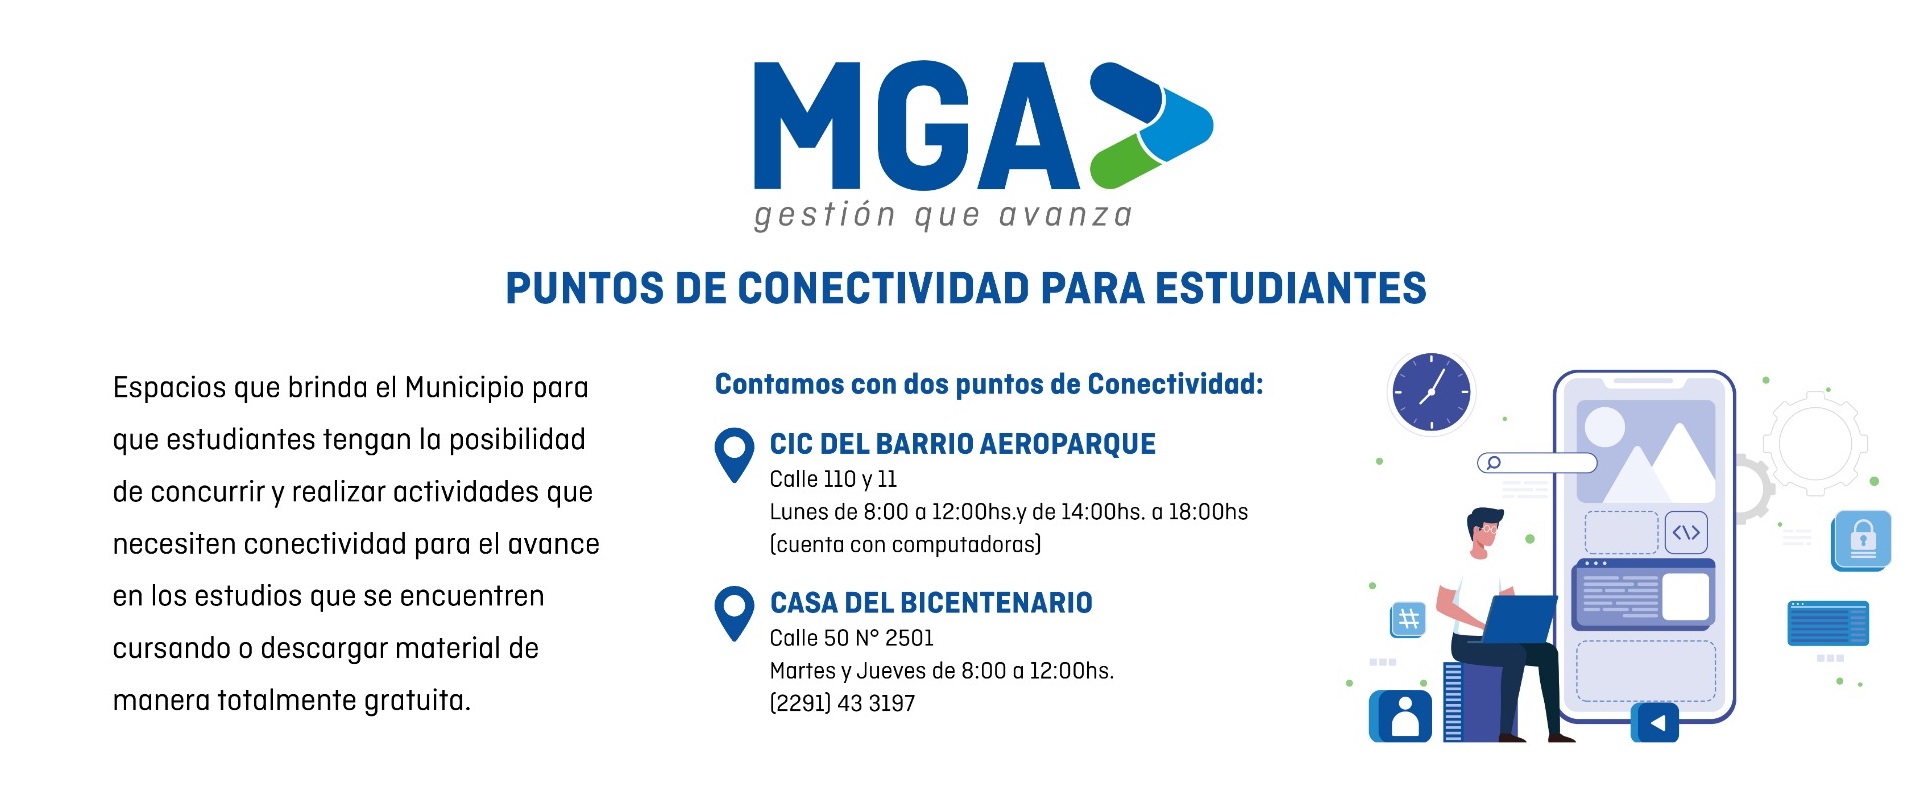 MGA
gestión que avanza
PUNTOS DE CONECTIVIDAD PARA ESTUDIANTES
Espacios que brinda el Municipio para
que estudiantes tengan la posibilidad
de concurrir y realizar actividades que
necesiten conectividad para el avance
en los estudios que se encuentren
cursando o descargar material de
manera totalmente gratuita.
Contamos con dos puntos de Conectividad:
CIC DEL BARRIO AEROPARQUE
Calle 110 y 11
Lunes de 8:00 a 12:00hs.y de 14:00hs. a 18:00hs
(cuenta con computadoras)
CASA DEL BICENTENARIO
Calle 50 N° 2501
Martes y Jueves de 8:00 a 12:00hs.
(2291) 43 3197